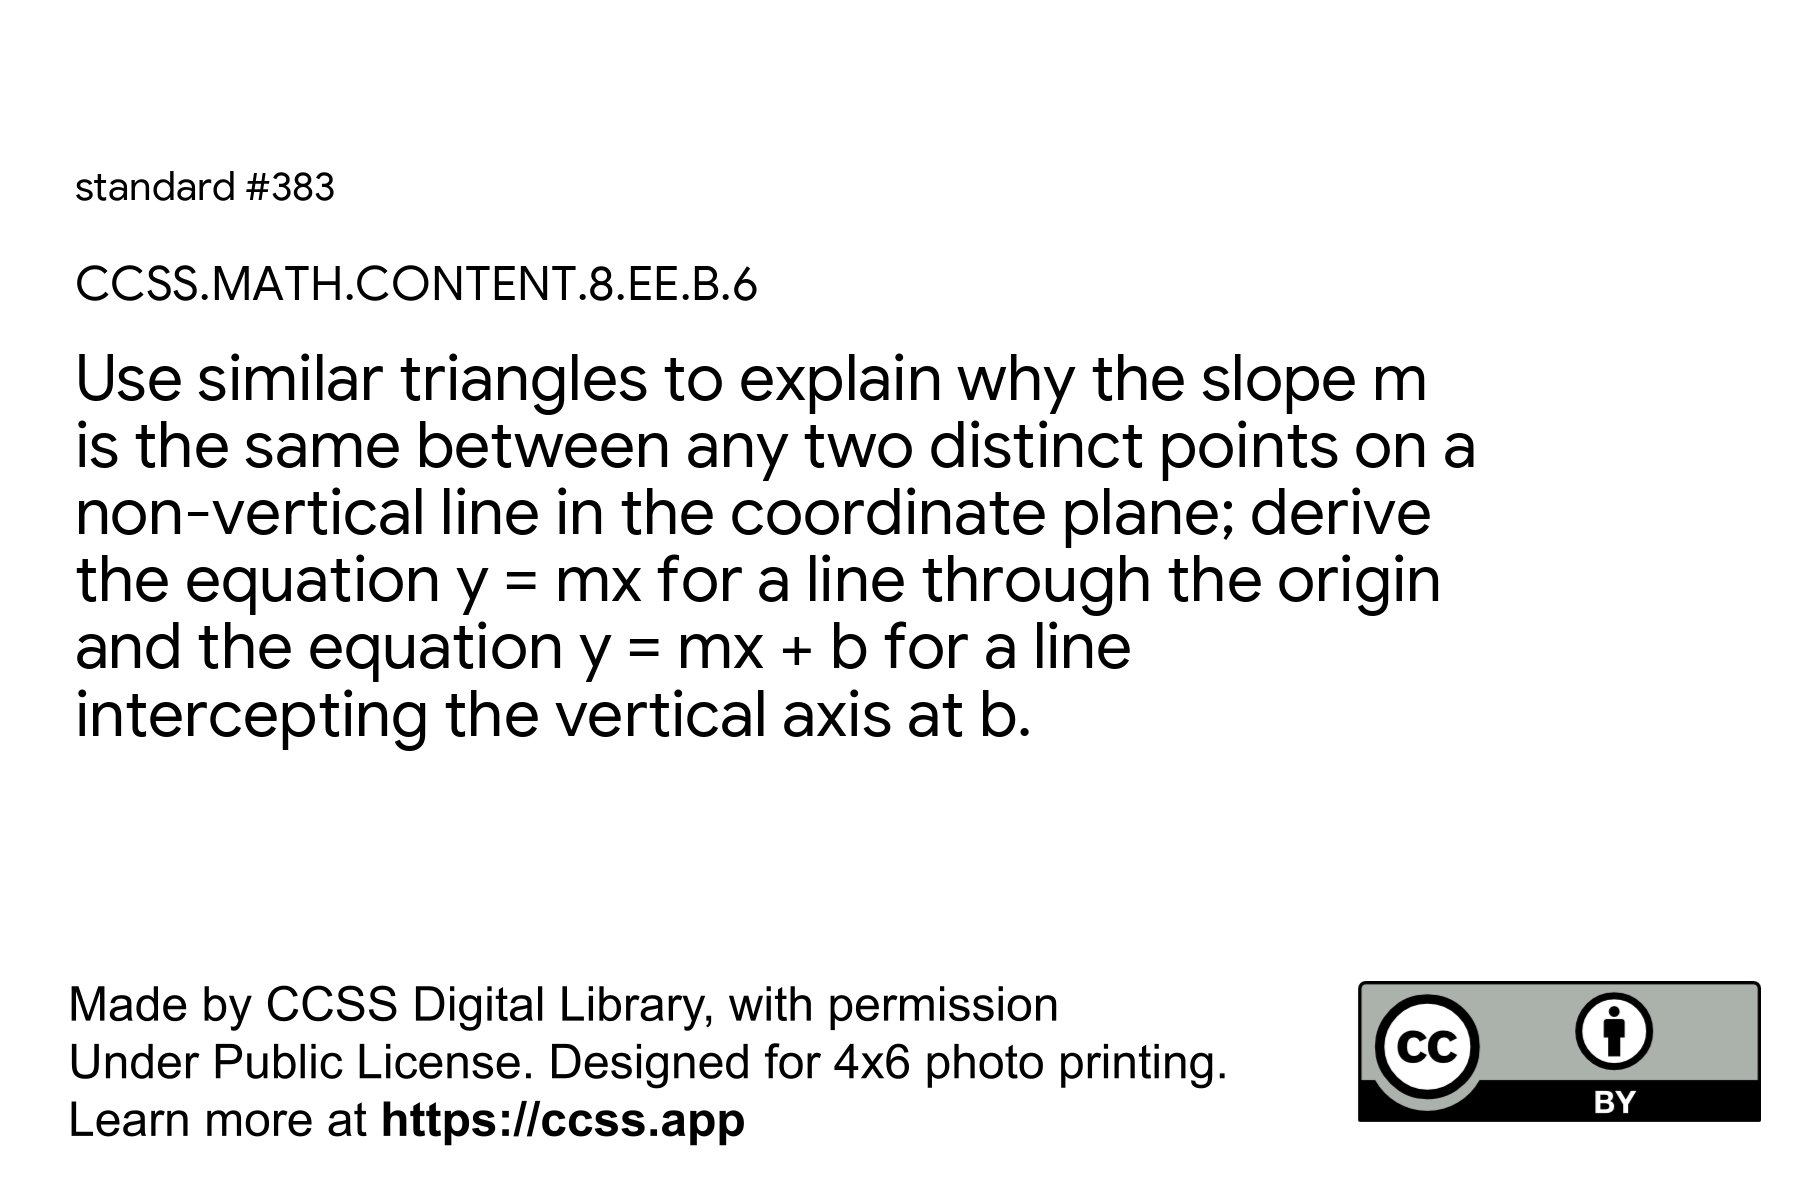 standard #383
CCSS.MATH.CONTENT.8.EE.B.6
Use similar triangles to explain why the slope m
is the same between any two distinct points on a
non-vertical line in the coordinate plane; derive
the equation y = mx for a line through the origin
and the equation y = mx + b for a line
intercepting the vertical axis at b.
Made by CCSS Digital Library, with permission
Under Public License. Designed for 4x6 photo printing.
Learn more at https://ccss.app
cc
BY